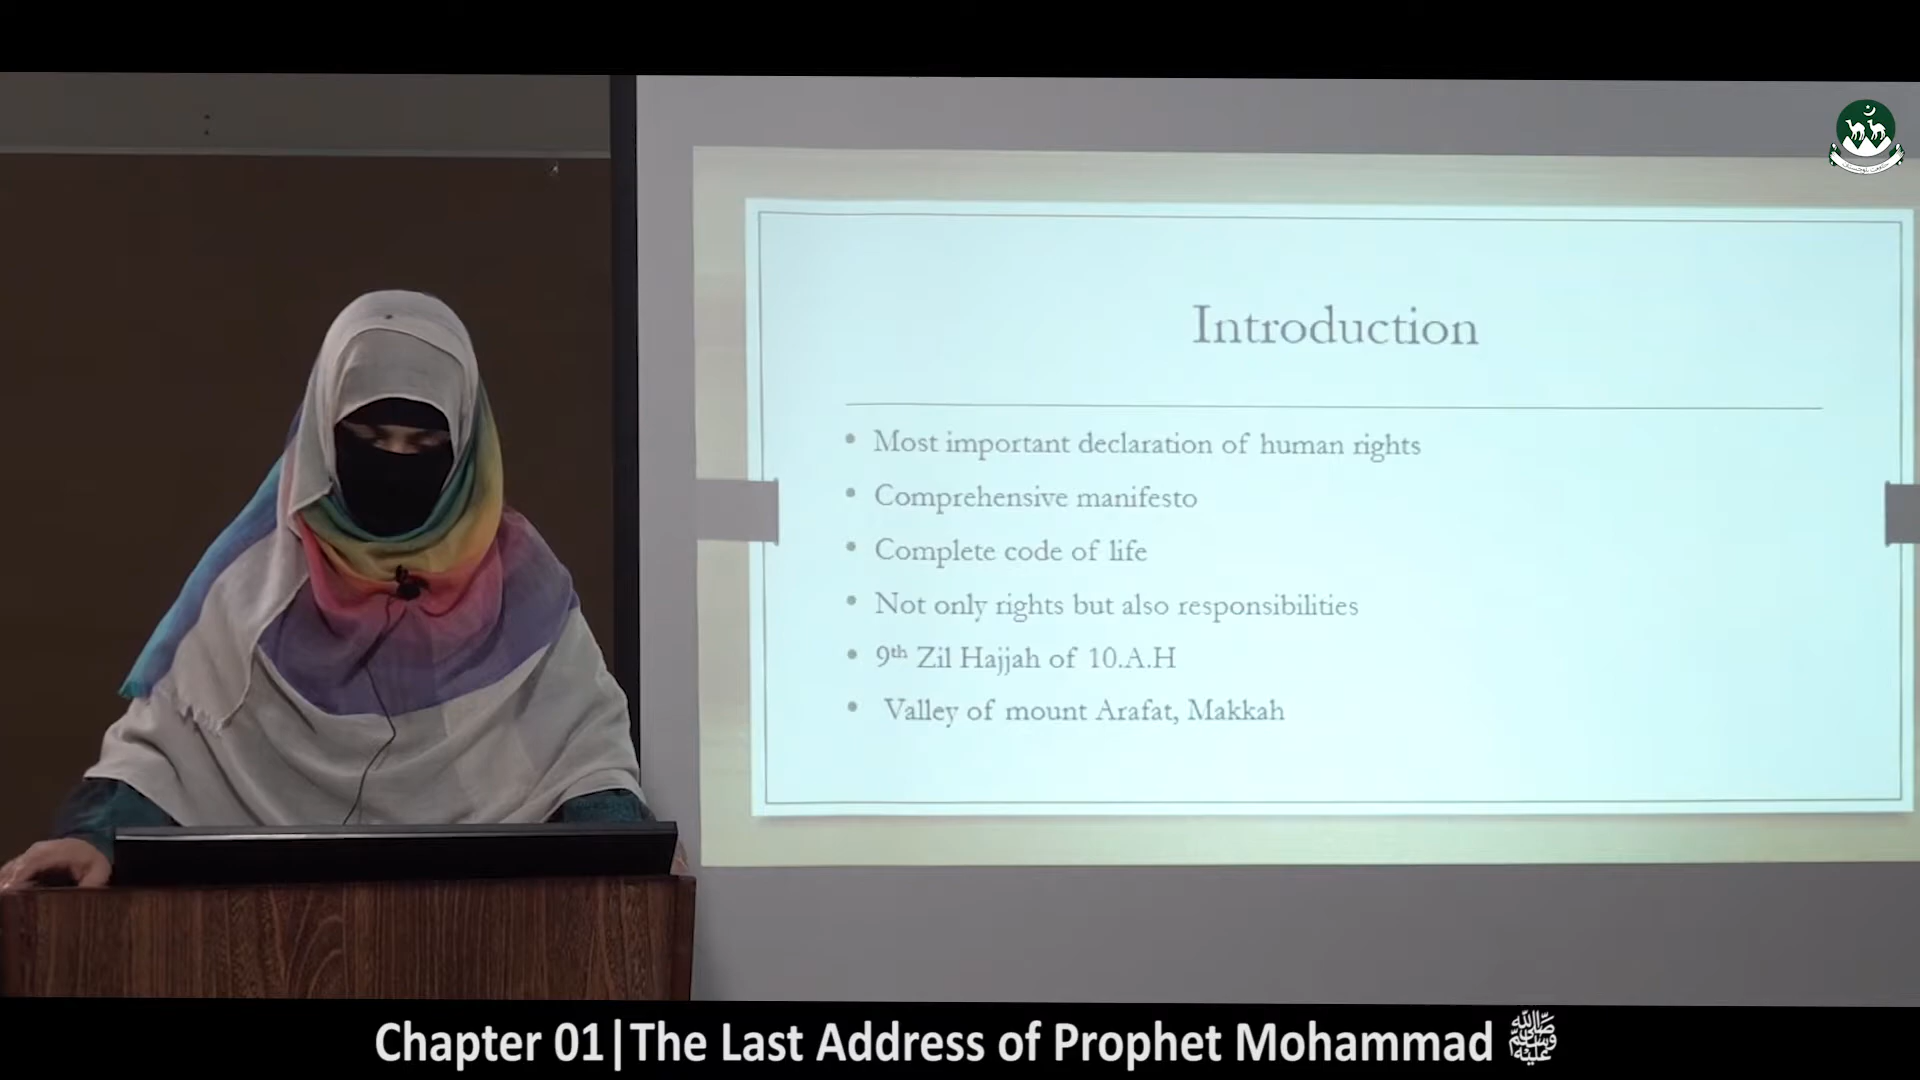 Introduction
• Most important declaration of human rights
• Comprehensive manifesto
• Complete code of life
• Not only rights but also responsibilities
• 9th Zil Hajjah of 10.A.H
• Valley of mount Arafat, Makkah
Chapter 01|The Last Address of Prophet Mohammad ﷺ